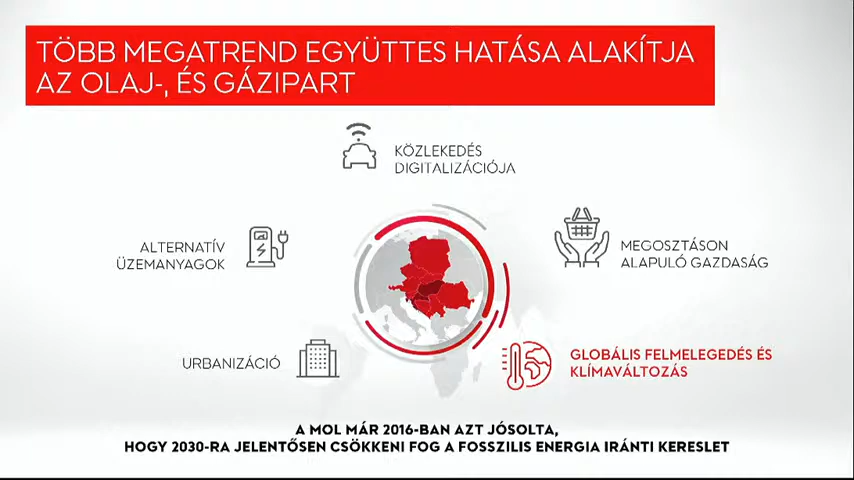 TÖBB MEGATREND EGYÜTTES HATÁSA ALAKÍTJA
AZ OLAJ-, ÉS GÁZIPART
KÖZLEKEDÉS
DIGITALIZÁCIÓJA
ALTERNATÍV
ÜZEMANYAGOK
MEGOSZTÁSON
ALAPULÓ GAZDASÁG
URBANIZÁCIÓ
GLOBÁLIS FELMELEGEDÉS ÉS
KLÍMAVÁLTOZÁS
A MOL MÁR 2016-BAN AZT JÓSOLTA,
HOGY 2030-RA JELENTŐSEN CSÖKKENI FOG A FOSSZILIS ENERGIA IRÁNTI KERESLET